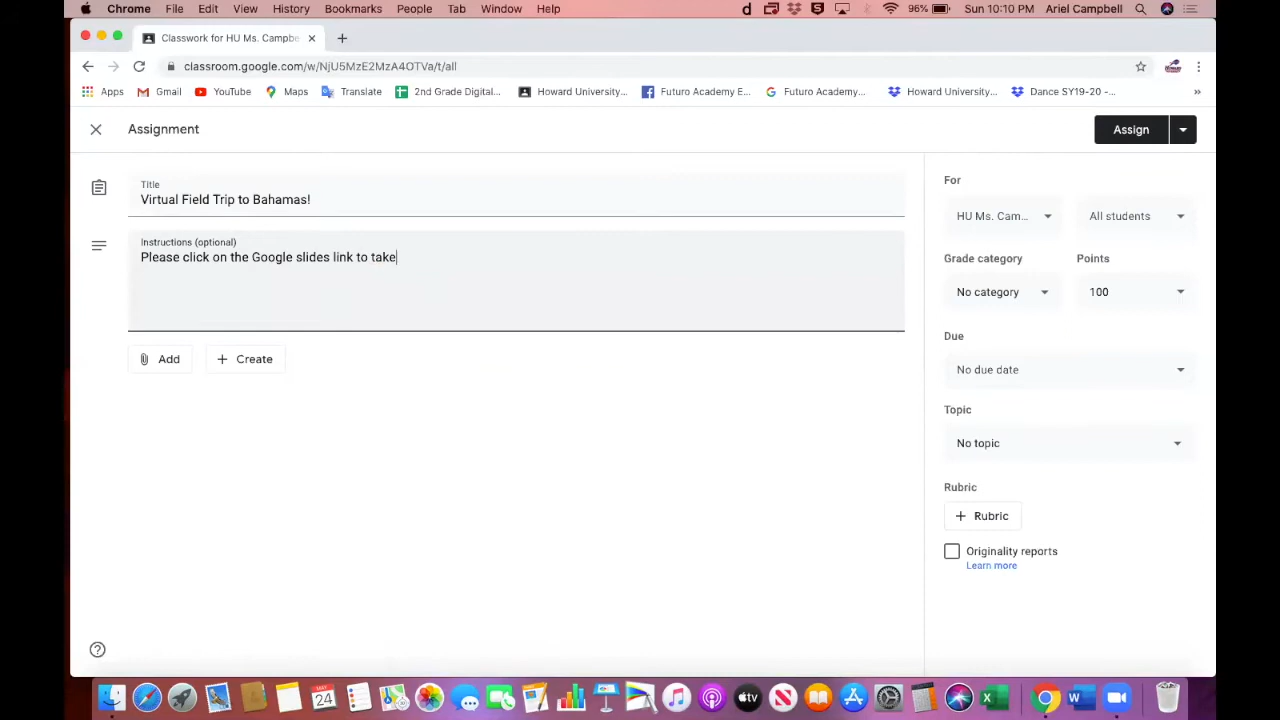 Chrome File Edit View History Bookmarks People Tab Window Help 96% Sun 10:10 PM Ariel Campbell
Classwork for HU Ms. Campbe
classroom.google.com/w/NjU5MzE2MzA4OTVa/t/all
Apps Gmail YouTube Maps Translate 2nd Grade Digital... Howard University... Futuro Academy E... Futuro Academy... Howard University... Dance SY19-20 -... »
Assignment Assign
Title
Virtual Field Trip to Bahamas!
Instructions (optional)
Please click on the Google slides link to take
Add + Create
For
HU Ms. Cam... All students
Grade category Points
No category 100
Due
No due date
Topic
No topic
Rubric
+ Rubric
Originality reports
Learn more
24
tv